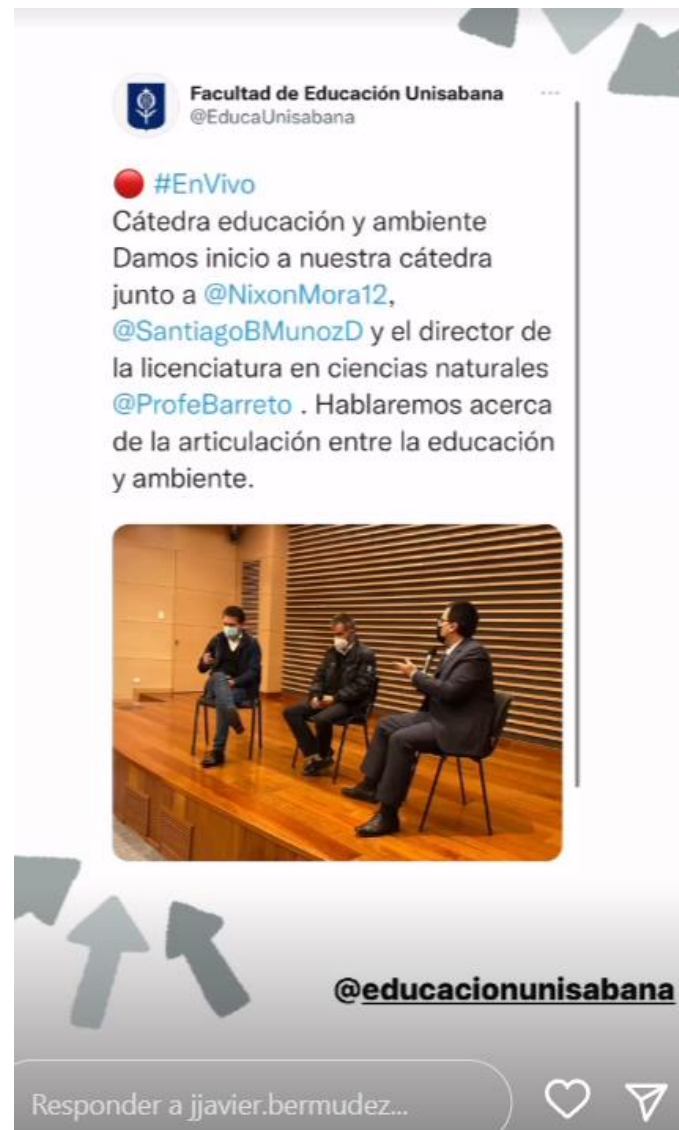 Facultad de Educación Unisabana
@EducaUnisabana
#EnVivo
Cátedra educación y ambiente
Damos inicio a nuestra cátedra
junto a @NixonMora12,
@SantiagoBMunozD y el director de
la licenciatura en ciencias naturales
@ProfeBarreto . Hablaremos acerca
de la articulación entre la educación
y ambiente.
@educacionunisabana
Responder a jjavier.bermudez...